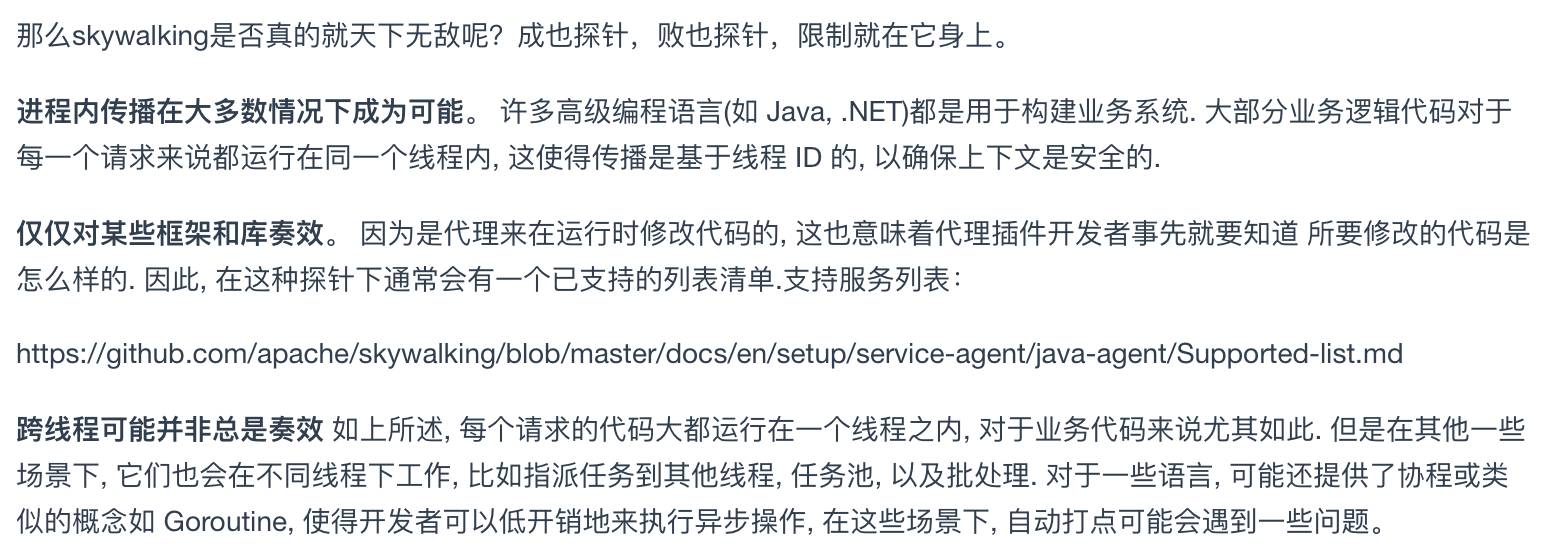 那么skywalking是否真的就天下无敌呢？成也探针，败也探针，限制就在它身上。
进程内传播在大多数情况下成为可能。 许多高级编程语言(如 Java, .NET)都是用于构建业务系统. 大部分业务逻辑代码对于
每一个请求来说都运行在同一个线程内, 这使得传播是基于线程 ID 的, 以确保上下文是安全的.
仅仅对某些框架和库奏效。 因为是代理来在运行时修改代码的, 这也意味着代理插件开发者事先就要知道 所要修改的代码是
怎么样的. 因此, 在这种探针下通常会有一个已支持的列表清单.支持服务列表：
https://github.com/apache/skywalking/blob/master/docs/en/setup/service-agent/java-agent/Supported-list.md
跨线程可能并非总是奏效 如上所述, 每个请求的代码大都运行在一个线程之内, 对于业务代码来说尤其如此. 但是在其他一些
场景下, 它们也会在不同线程下工作, 比如指派任务到其他线程, 任务池, 以及批处理. 对于一些语言, 可能还提供了协程或类
似的概念如 Goroutine, 使得开发者可以低开销地来执行异步操作, 在这些场景下, 自动打点可能会遇到一些问题。